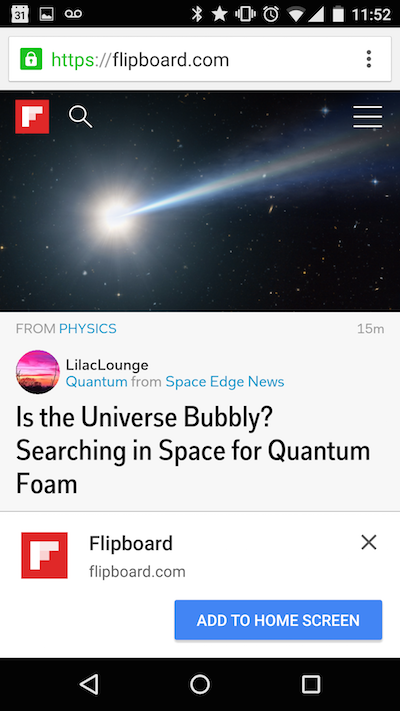 31
11:52
https://flipboard.com
FROM PHYSICS 15m
LilacLounge
Quantum from Space Edge News
Is the Universe Bubbly?
Searching in Space for Quantum
Foam
Flipboard
flipboard.com
ADD TO HOME SCREEN